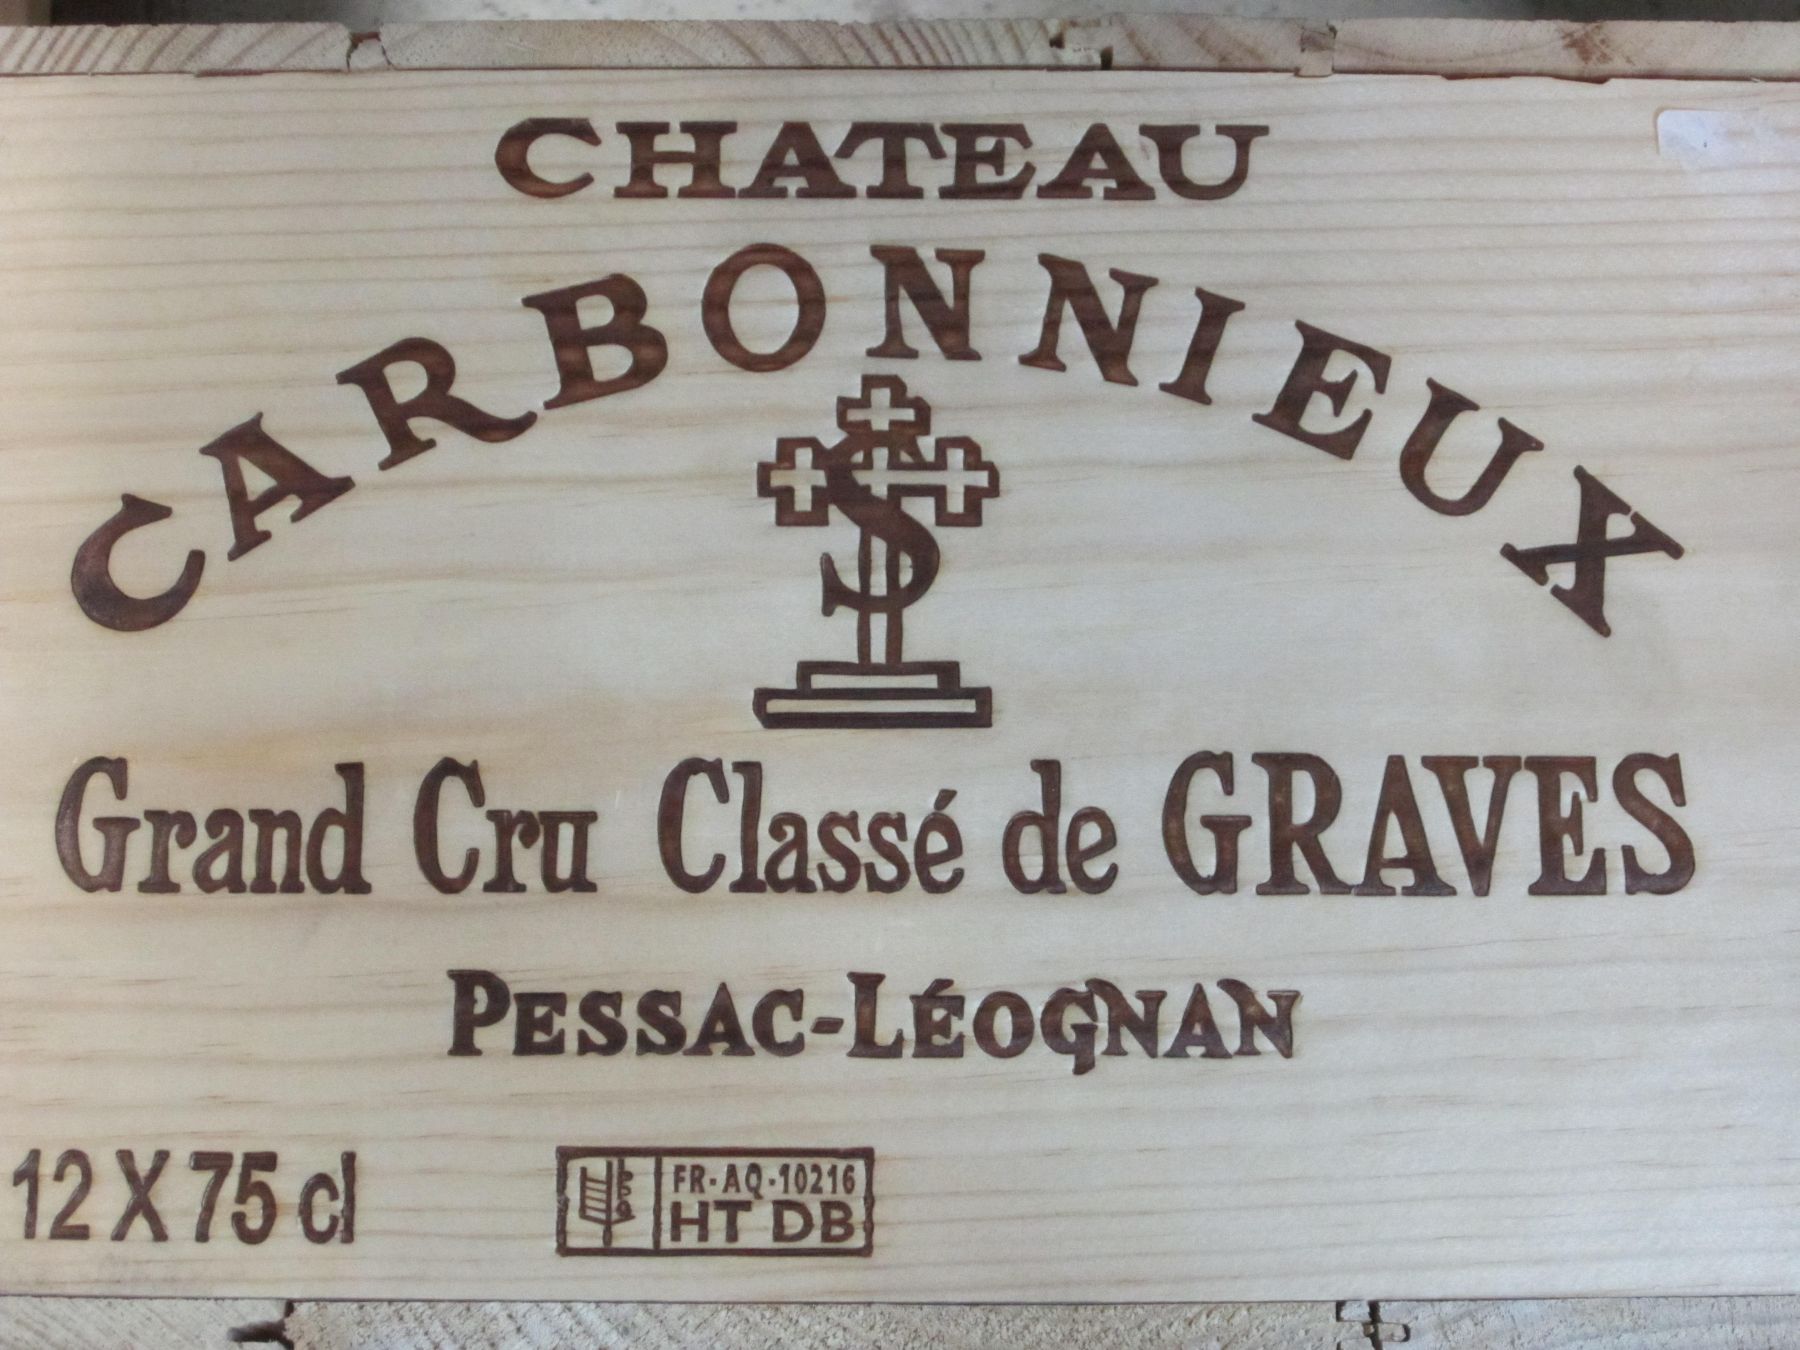 CHATEAU
CARBONNIEUX
S
Grand Cru Classé de GRAVES
PESSAC-LÉOGNAN
12 X 75 cl
FR-AQ-10216
HT DB